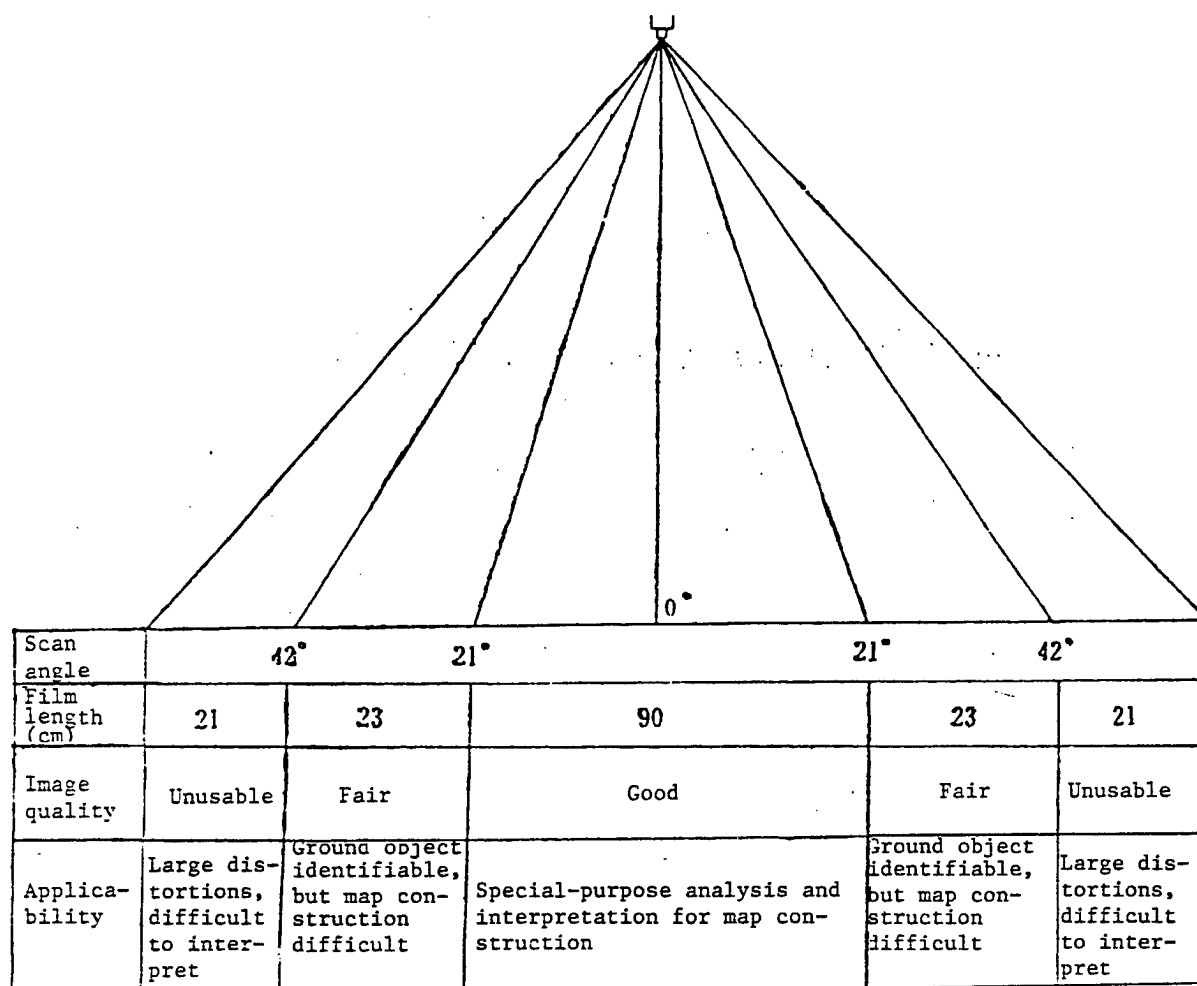 0°
Scan
angle
42° 21° 21° 42°
Film
length
(cm)
21 23 90 23 21
Image
quality
Unusable Fair Good Fair Unusable
Applica-
bility
Large dis-
tortions,
difficult
to inter-
pret
Ground object
identifiable,
but map con-
struction
difficult
Special-purpose analysis and
interpretation for map con-
struction
Ground object
identifiable,
but map con-
struction
difficult
Large dis-
tortions,
difficult
to inter-
pret